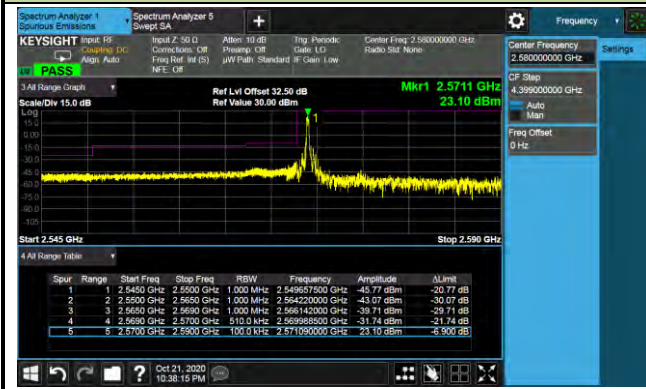 Spectrum Analyzer 1
Spurious Emissions
Spectrum Analyzer 5
Swept SA
Frequency
KEYSIGHT
Input: RF
Coupling: DC
Align: Auto
Input Z: 50 Ω
Corrections: Off
Freq Ref: Int (S)
NFE: Off
Atten: 10 dB
Preamp: Off
µW Path: Standard
Trig: Periodic
Gate: LO
IF Gain: Low
Center Freq: 2.580000000 GHz
Radio Std: None
PASS
3 All Range Graph
Scale/Div 15.0 dB
Ref Lvl Offset 32.50 dB
Ref Value 30.00 dBm
Mkr1 2.5711 GHz
23.10 dBm
Log
15.0
0.00
-15.0
-30.0
-45.0
-60.0
-75.0
-90.0
-105
1
Start 2.545 GHz
Stop 2.590 GHz
4 All Range Table
Spur Range Start Freq Stop Freq RBW Frequency Amplitude ΔLimit
1 1 2.5450 GHz 2.5500 GHz 1.000 MHz 2.549657500 GHz -45.77 dBm -20.77 dB
2 2 2.5500 GHz 2.5650 GHz 1.000 MHz 2.564220000 GHz -43.07 dBm -30.07 dB
3 3 2.5650 GHz 2.5690 GHz 1.000 MHz 2.566142000 GHz -39.71 dBm -29.71 dB
4 4 2.5690 GHz 2.5700 GHz 510.0 kHz 2.569988500 GHz -31.74 dBm -21.74 dB
5 5 2.5700 GHz 2.5900 GHz 100.0 kHz 2.571090000 GHz 23.10 dBm -6.900 dB
Center Frequency
2.580000000 GHz
Settings
CF Step
4.399000000 GHz
Auto
Man
Freq Offset
0 Hz
Oct 21, 2020
10:38:15 PM